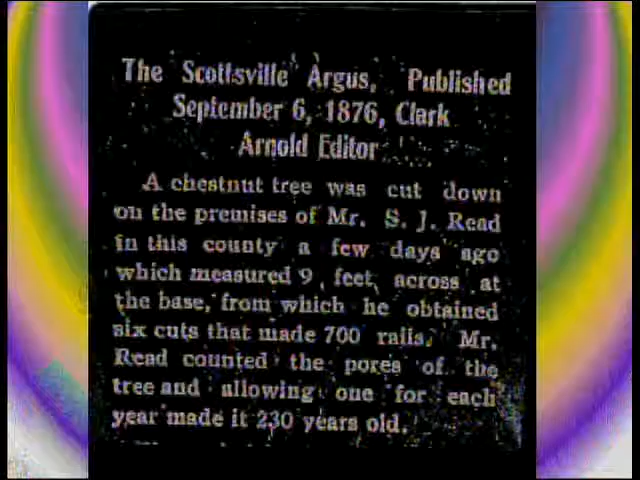 The Scottsville Argus, Published
September 6, 1876, Clark
Arnold Editor
A chestnut tree was cut down
on the premises of Mr. S. J. Read
in this county a few days ago
which measured 9 feet across at
the base, from which he obtained
six cuts that made 700 rails. Mr.
Read counted the pores of the
tree and allowing one for each
year made it 230 years old.